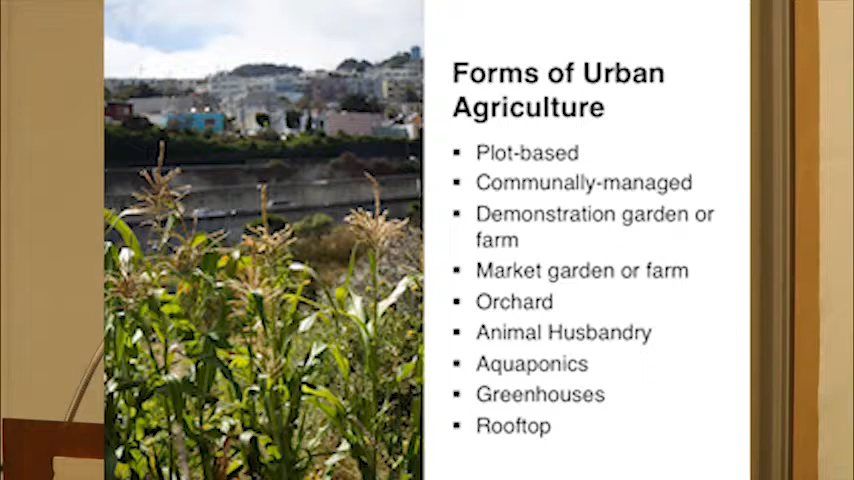 Forms of Urban
Agriculture
▪ Plot-based
▪ Communally-managed
▪ Demonstration garden or
farm
▪ Market garden or farm
▪ Orchard
▪ Animal Husbandry
▪ Aquaponics
▪ Greenhouses
▪ Rooftop